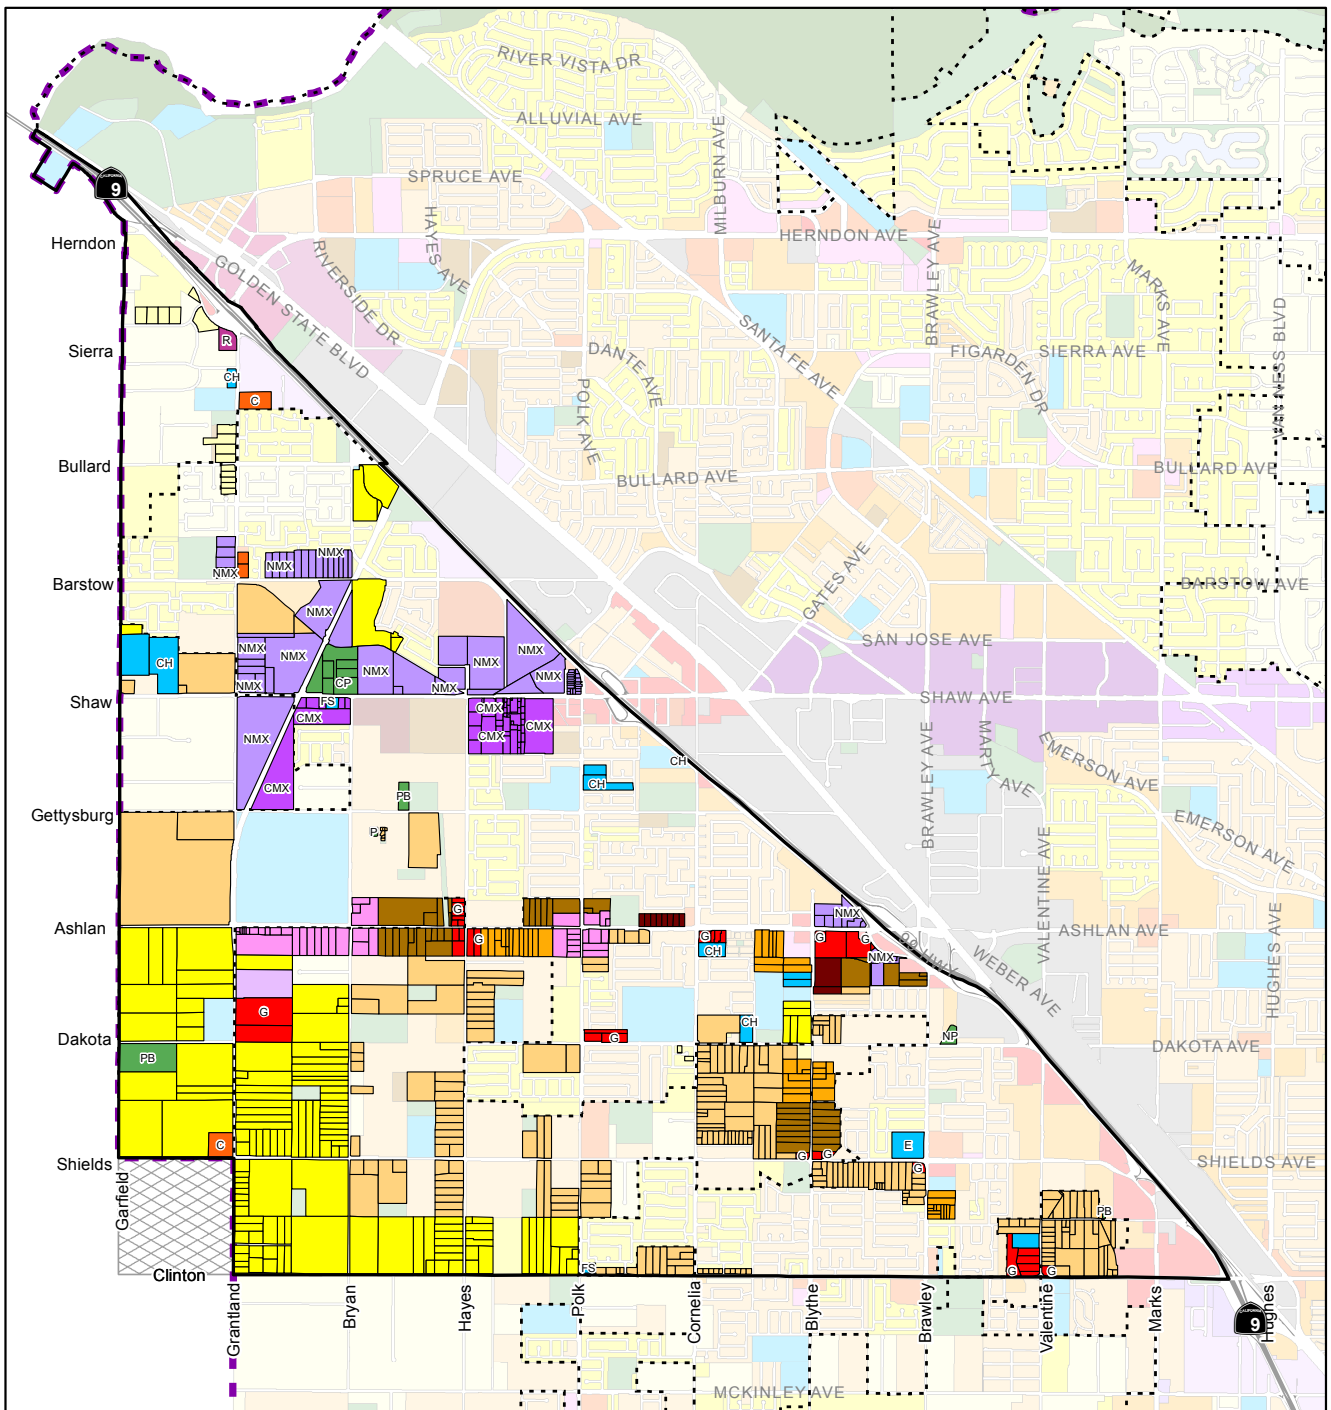 RIVER VISTA DR
ALLUVIAL AVE
MILBURN AVE
SPRUCE AVE
CALIFORNIA
9
HAYES AVE
HERNDON AVE
BRAWLEY AVE
Herndon
RIVERSIDE DR
GOLDEN STATE BLVD
MARKS AVE
VAN NESS BLVD
SANTA FE AVE
R
Sierra
DANTE AVE
FIGARDEN DR
SIERRA AVE
CH
POLK AVE
C
Bullard
BULLARD AVE
BULLARD AVE
NMX
NMX
NMX
Barstow
GATES AVE
BARSTOW AVE
NMX
SAN JOSE AVE
NMX
NMX
NMX
CH
NMX
NMX
CP
NMX
NMX
NMX
Shaw
FS
SHAW AVE
CMX
CMX
CMX
CMX
NMX
BRAWLEY AVE
MARTY AVE
EMERSON AVE
CH
CMX
CH
PB
Gettysburg
EMERSON AVE
P
VALENTINE AVE
G
NMX
Ashlan
G
G
G
G
ASHLAN AVE
CH
99 HWY
WEBER AVE
NMX
HUGHES AVE
G
CH
NP
Dakota
G
DAKOTA AVE
PB
C
E
G
G
Shields
G
SHIELDS AVE
Garfield
PB
Clinton
FS
G
G
Grantland
Bryan
Hayes
Polk
Cornelia
Blythe
Brawley
Valentine
Marks
Hughes
CALIFORNIA
9
MCKINLEY AVE